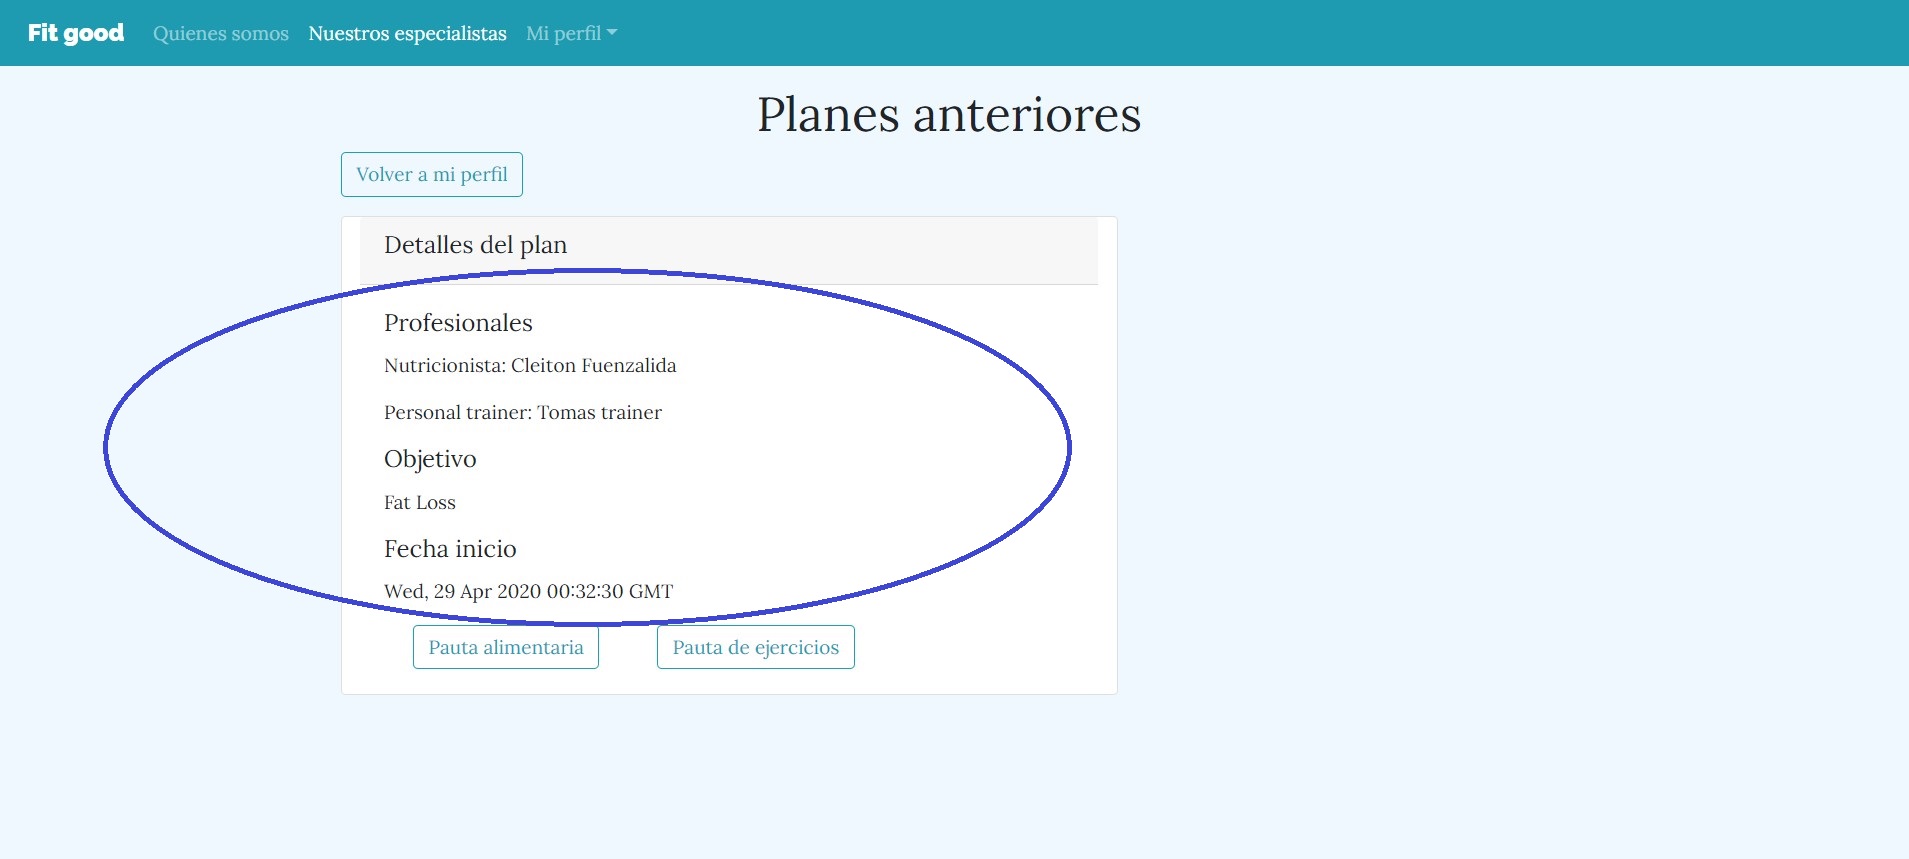 Fit good Quienes somos Nuestros especialistas Mi perfil
Planes anteriores
Volver a mi perfil
Detalles del plan
Profesionales
Nutricionista: Cleiton Fuenzalida
Personal trainer: Tomas trainer
Objetivo
Fat Loss
Fecha inicio
Wed, 29 Apr 2020 00:32:30 GMT
Pauta alimentaria Pauta de ejercicios